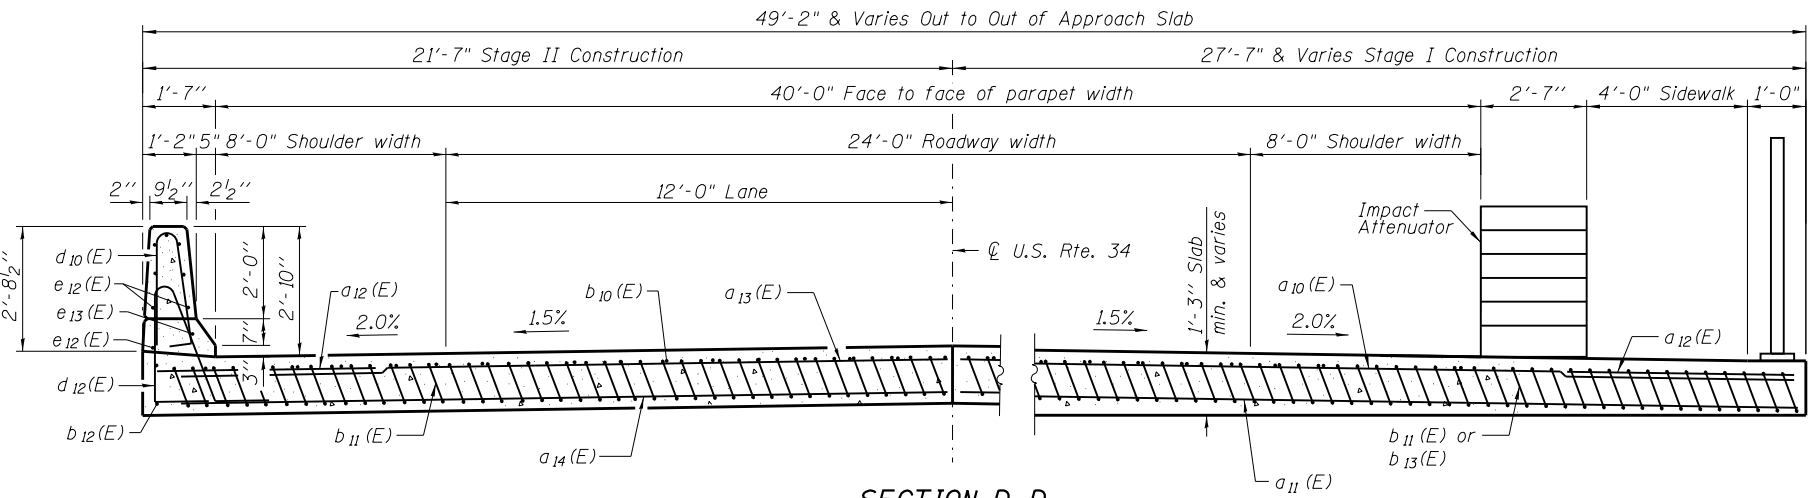 49'-2" & Varies Out to Out of Approach Slab
21'-7" Stage II Construction
27'-7" & Varies Stage I Construction
1'-7"
40'-0" Face to face of parapet width
2'-7"
4'-0" Sidewalk
1'-0"
1'-2"
5"
8'-0" Shoulder width
24'-0" Roadway width
8'-0" Shoulder width
2"
9½"
2½"
12'-0" Lane
Impact
Attenuator
℄ U.S. Rte. 34
1'-3" Slab
min. & varies
2'-8½"
d10(E)
e12(E)
e13(E)
e12(E)
2'-0"
7"
2'-10"
3"
a12(E)
2.0%
1.5%
b10(E)
a13(E)
1.5%
a10(E)
2.0%
a12(E)
d12(E)
b12(E)
b11(E)
a14(E)
b11(E) or
b13(E)
a11(E)